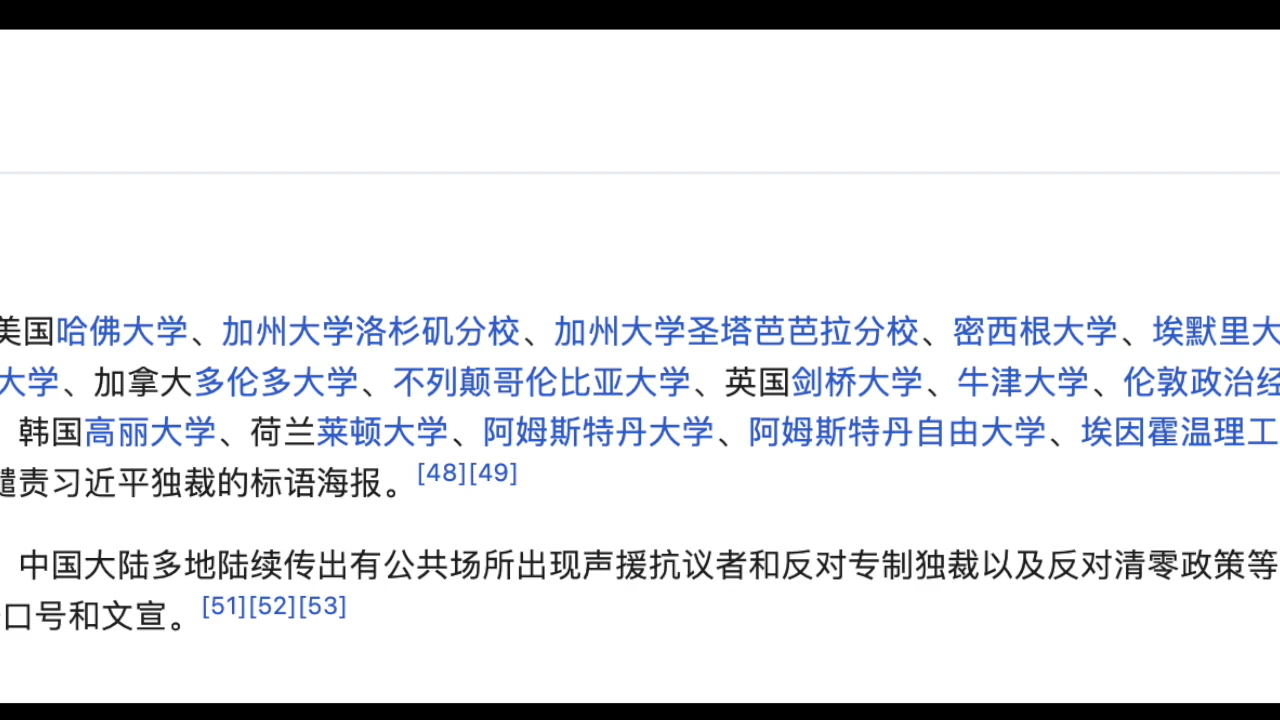 美国哈佛大学、加州大学洛杉矶分校、加州大学圣塔芭芭拉分校、密西根大学、埃默里大
大学、加拿大多伦多大学、不列颠哥伦比亚大学、英国剑桥大学、牛津大学、伦敦政治经
韩国高丽大学、荷兰莱顿大学、阿姆斯特丹大学、阿姆斯特丹自由大学、埃因霍温理工
谴责习近平独裁的标语海报。[48][49]
中国大陆多地陆续传出有公共场所出现声援抗议者和反对专制独裁以及反对清零政策等
口号和文宣。[51][52][53]